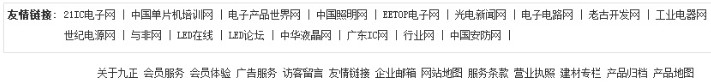 友情链接: 21IC电子网 | 中国单片机培训网 | 电子产品世界网 | 中国照明网 | EETOP电子网 | 光电新闻网 | 电子电路网 | 老古开发网 | 工业电器网
世纪电源网 | 与非网 | LED在线 | LED论坛 | 中华液晶网 | 广东IC网 | 行业网 | 中国安防网 |
关于九正 会员服务 会员体验 广告服务 访客留言 友情链接 企业邮箱 网站地图 服务条款 营业执照 建材专栏 产品归档 产品地图